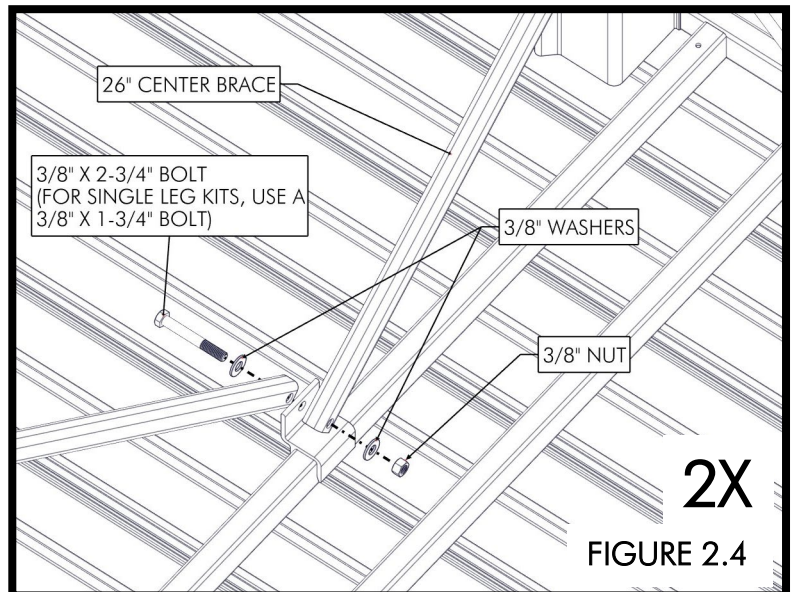 26" CENTER BRACE
3/8" X 2-3/4" BOLT
(FOR SINGLE LEG KITS, USE A
3/8" X 1-3/4" BOLT)
3/8" WASHERS
3/8" NUT
2X
FIGURE 2.4